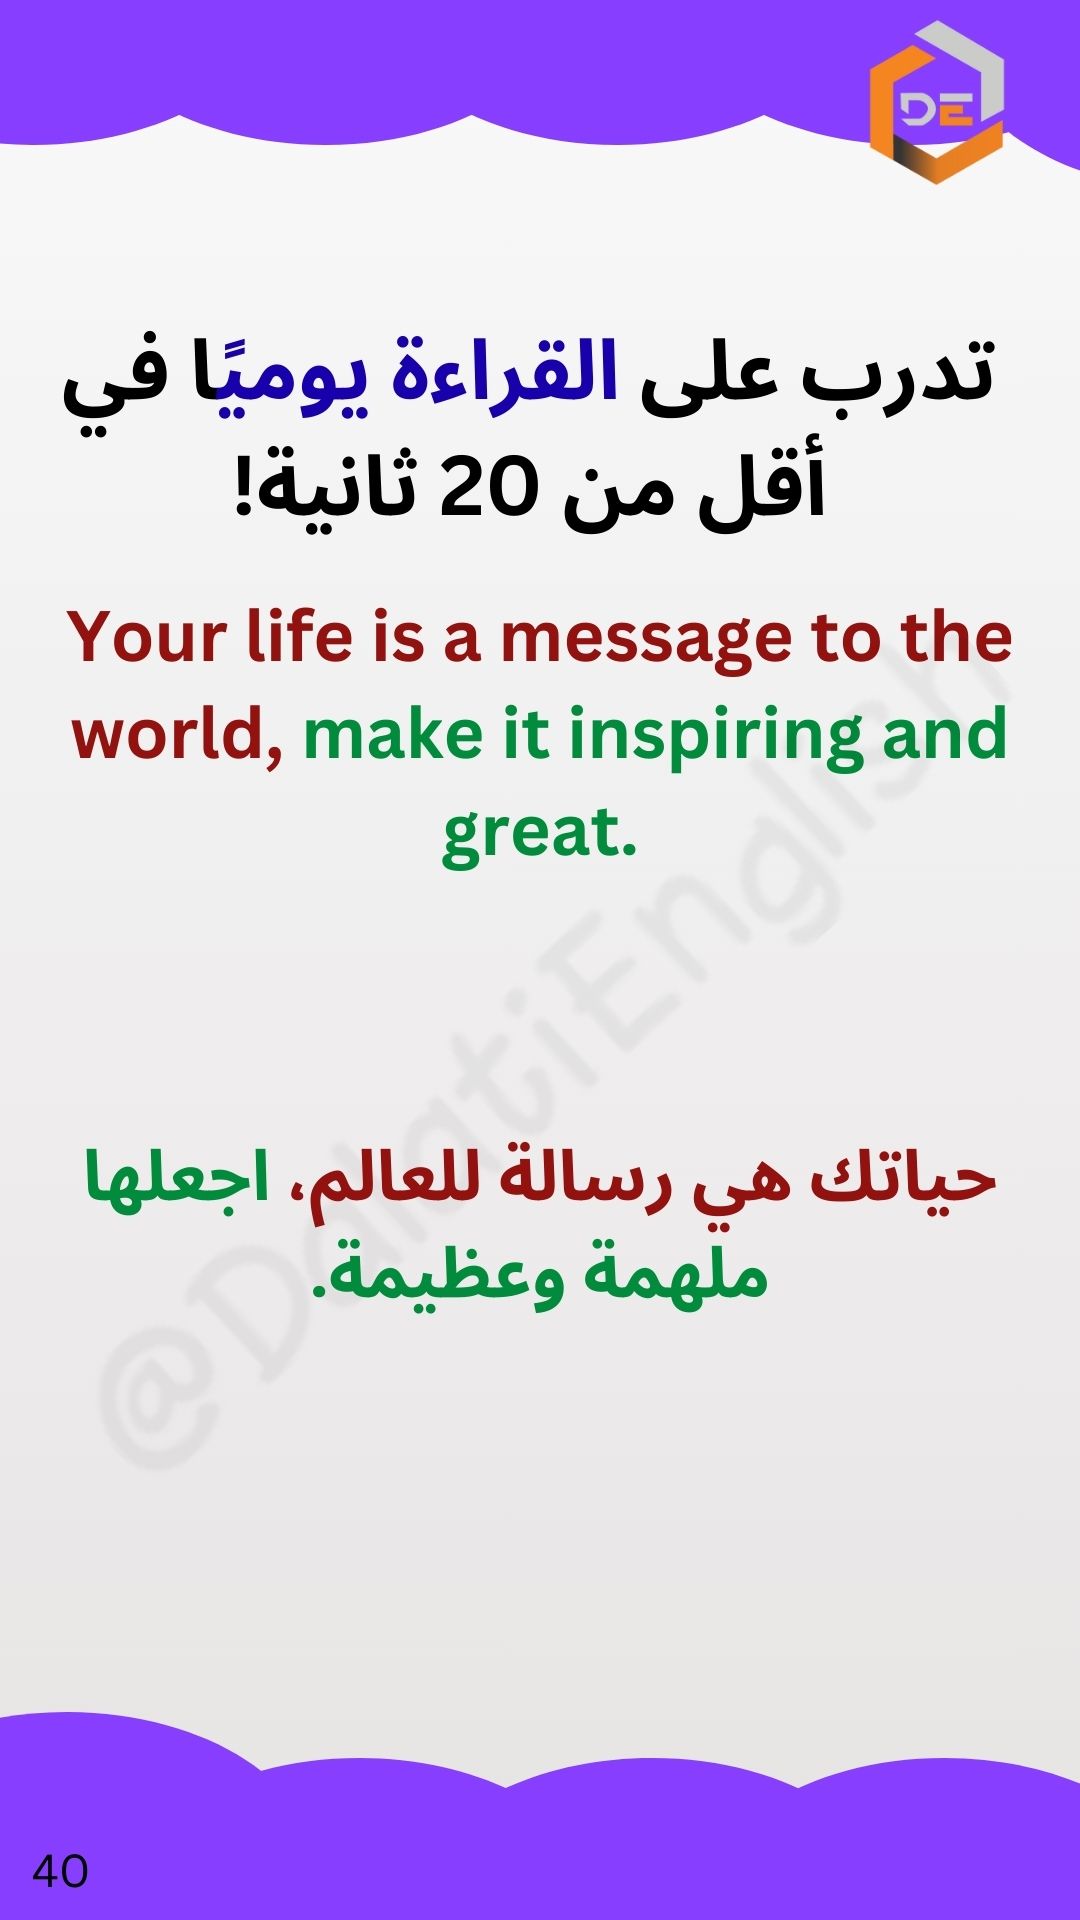 DE
تدرب على القراءة يوميًا في
أقل من 20 ثانية!
Your life is a message to the
world, make it inspiring and
great.
@DalatiEnglish
حياتك هي رسالة للعالم، اجعلها
ملهمة وعظيمة.
40